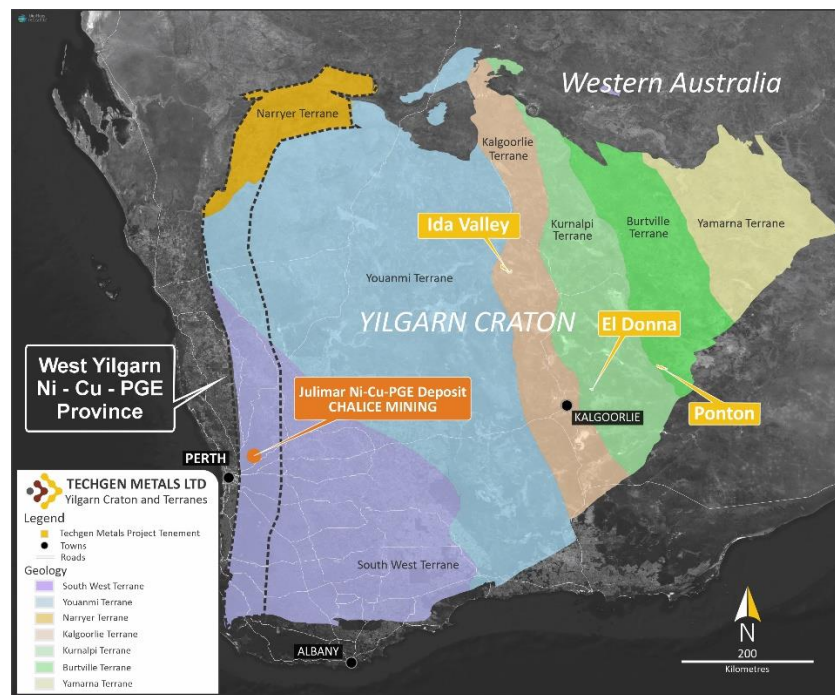 Western Australia
Narryer Terrane
Kalgoorlie
Terrane
Ida Valley
Kurnalpi
Terrane
Burtville
Terrane
Yamarna Terrane
Youanmi Terrane
YILGARN CRATON
El Donna
West Yilgarn
Ni - Cu - PGE
Province
Julimar Ni-Cu-PGE Deposit
CHALICE MINING
KALGOORLIE
Ponton
PERTH
TECHGEN METALS LTD
Yilgarn Craton and Terranes
Legend
Techgen Metals Project Tenement
Towns
Roads
Geology
South West Terrane
Youanmi Terrane
Narryer Terrane
Kalgoorlie Terrane
Kurnalpi Terrane
Burtville Terrane
Yamarna Terrane
South West Terrane
ALBANY
N
200
Kilometres